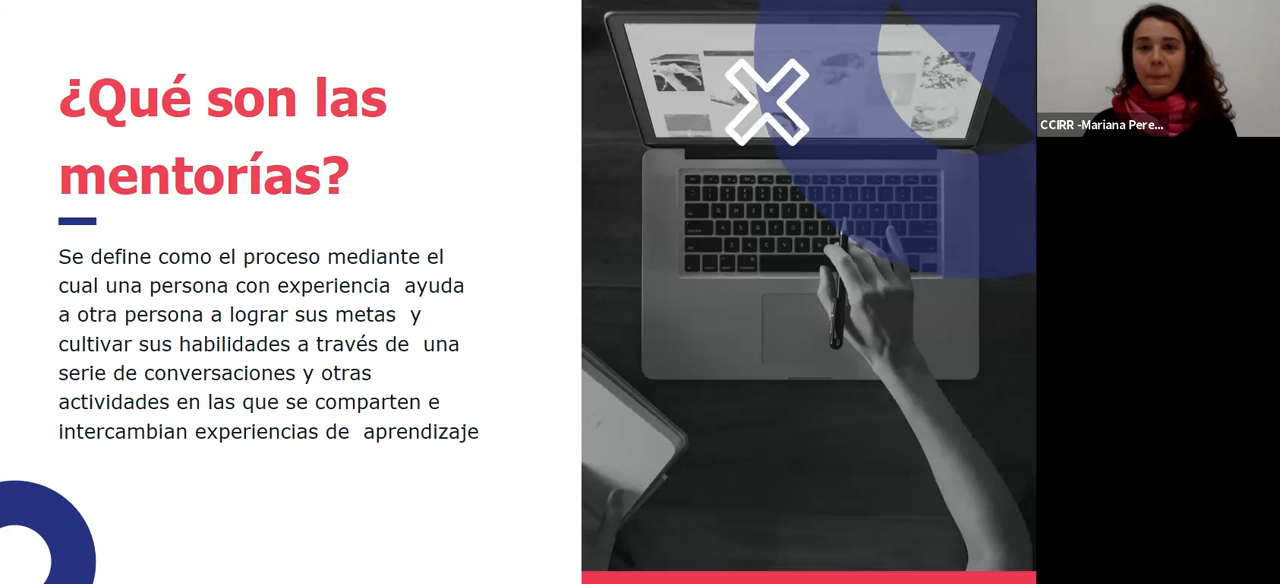 ¿Qué son las
mentorías?
Se define como el proceso mediante el
cual una persona con experiencia  ayuda
a otra persona a lograr sus metas  y
cultivar sus habilidades a través de  una
serie de conversaciones y otras
actividades en las que se comparten e
intercambian experiencias de  aprendizaje
CCIRR -Mariana Pere...